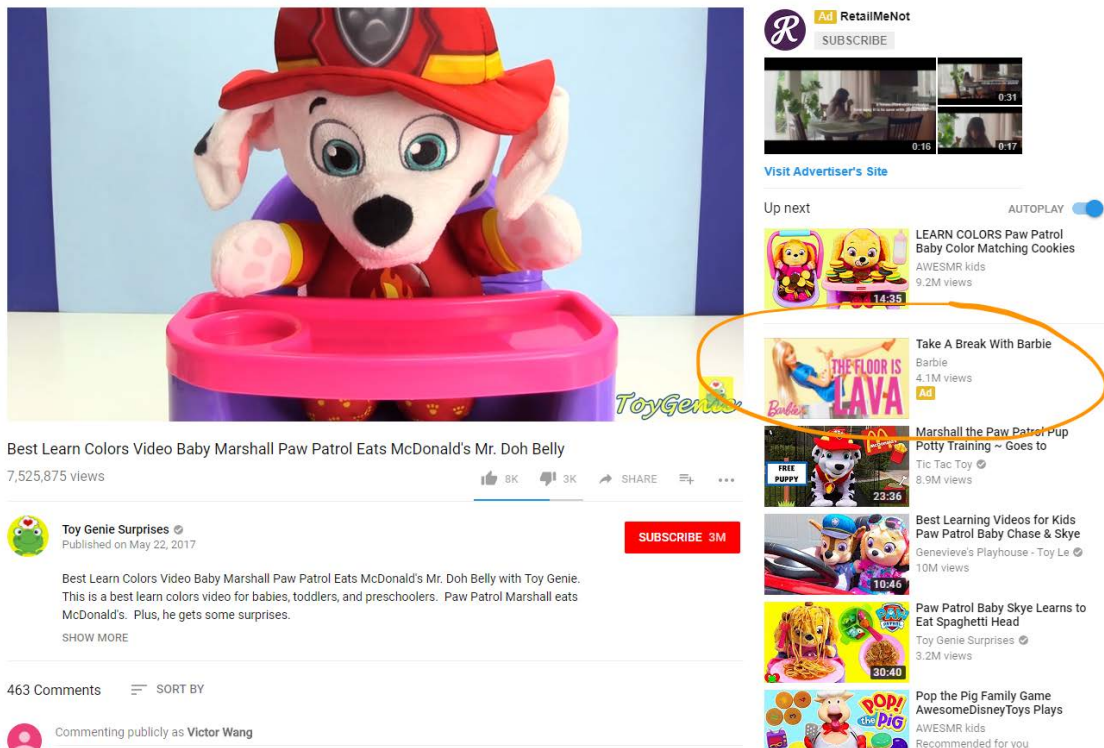 ToyGenie
Best Learn Colors Video Baby Marshall Paw Patrol Eats McDonald's Mr. Doh Belly
7,525,875 views
8K
3K
SHARE
Toy Genie Surprises
Published on May 22, 2017
SUBSCRIBE 3M
Best Learn Colors Video Baby Marshall Paw Patrol Eats McDonald's Mr. Doh Belly with Toy Genie.
This is a best learn colors video for babies, toddlers, and preschoolers. Paw Patrol Marshall eats
McDonald's. Plus, he gets some surprises.
SHOW MORE
463 Comments
SORT BY
Commenting publicly as Victor Wang
R
Ad RetailMeNot
SUBSCRIBE
0:16
0:31
0:17
Visit Advertiser's Site
Up next
AUTOPLAY
14:35
LEARN COLORS Paw Patrol
Baby Color Matching Cookies
AWESMR kids
9.2M views
THE FLOOR IS
LAVA
Barbie
Take A Break With Barbie
Barbie
4.1M views
Ad
FREE
PUPPY
23:36
Marshall the Paw Patrol Pup
Potty Training ~ Goes to
Tic Tac Toy
8.9M views
10:46
Best Learning Videos for Kids
Paw Patrol Baby Chase & Skye
Genevieve's Playhouse - Toy Le
10M views
30:40
Paw Patrol Baby Skye Learns to
Eat Spaghetti Head
Toy Genie Surprises
3.2M views
POP!
the PiG
Pop the Pig Family Game
AwesomeDisneyToys Plays
AWESMR kids
Recommended for you